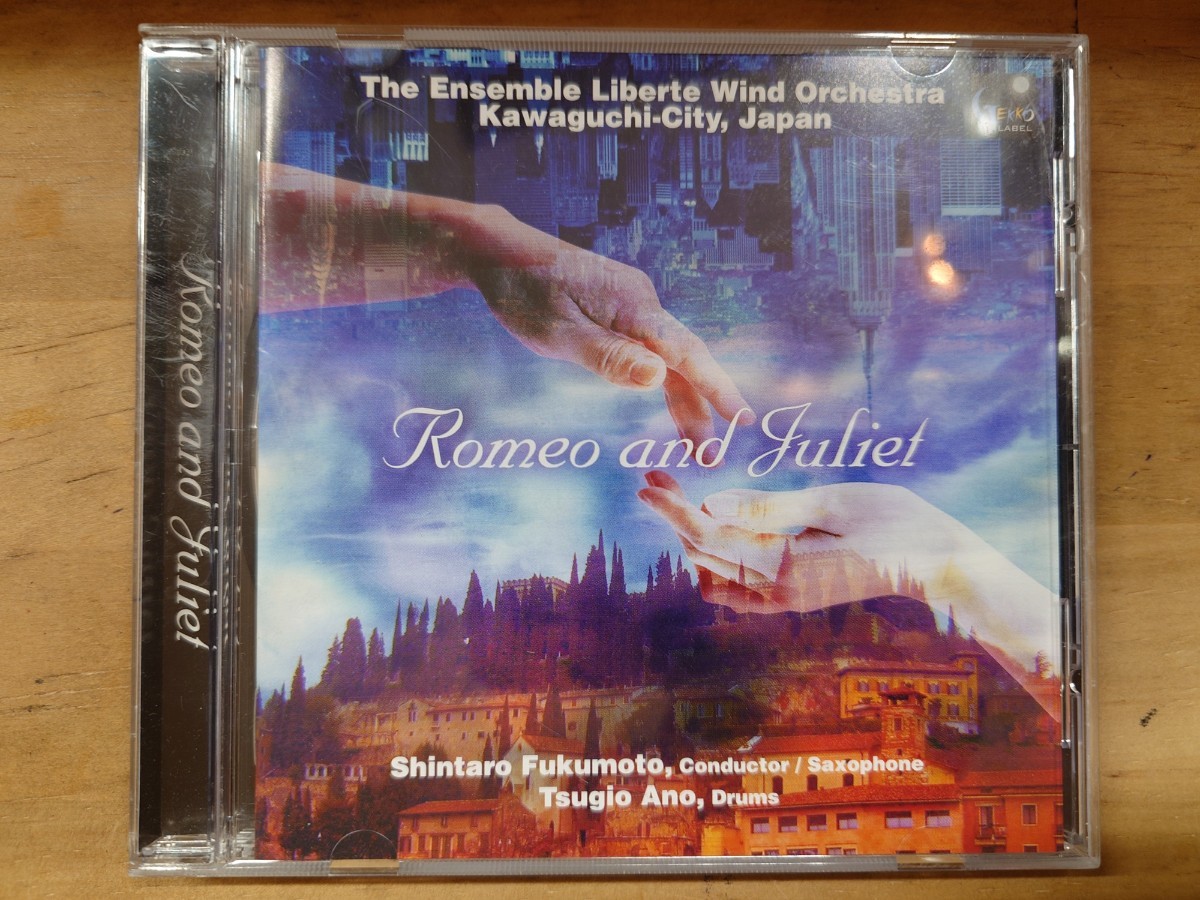 The Ensemble Liberte Wind Orchestra
Kawaguchi-City, Japan
EKKO
LABEL
Romeo and Juliet
Romeo and Juliet
Shintaro Fukumoto, Conductor / Saxophone
Tsugio Ano, Drums